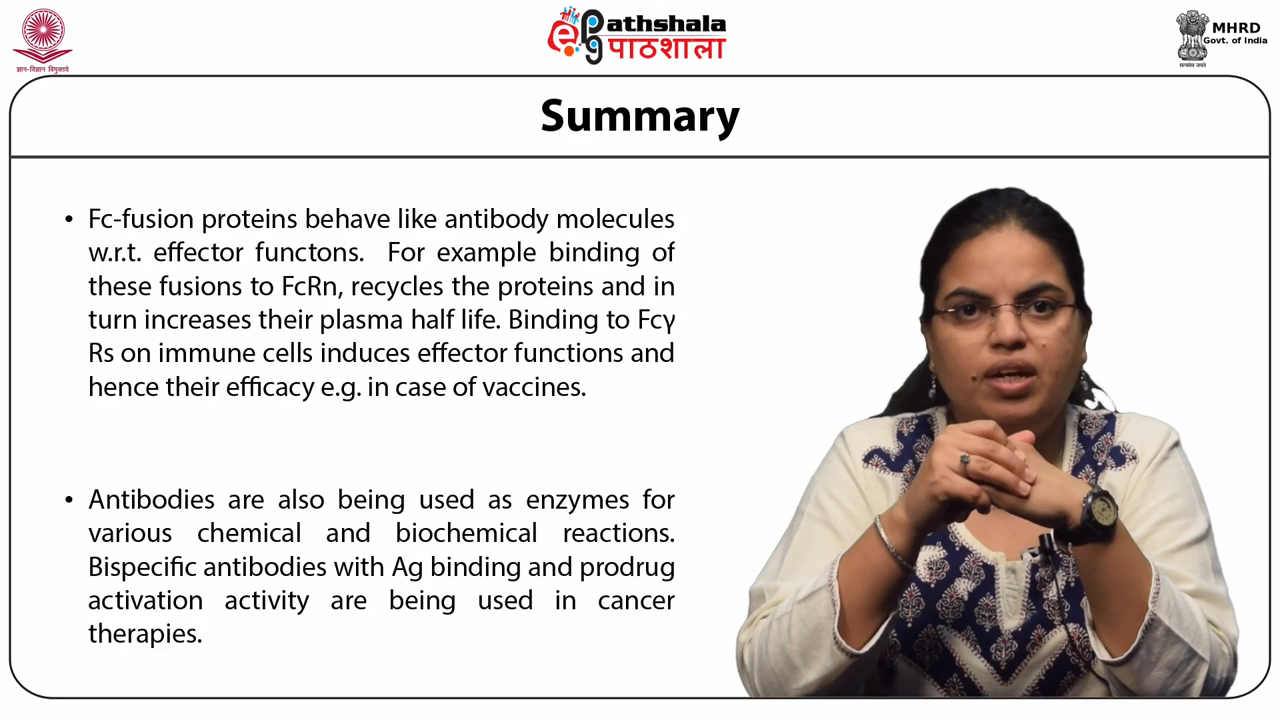 ज्ञान-विज्ञान विमुक्तये
ePathshala
पाठशाला
सत्यमेव जयते
MHRD
Govt. of India
Summary
• Fc-fusion proteins behave like antibody molecules
w.r.t. effector functons. For example binding of
these fusions to FcRn, recycles the proteins and in
turn increases their plasma half life. Binding to Fcγ
Rs on immune cells induces effector functions and
hence their efficacy e.g. in case of vaccines.
• Antibodies are also being used as enzymes for
various chemical and biochemical reactions.
Bispecific antibodies with Ag binding and prodrug
activation activity are being used in cancer
therapies.